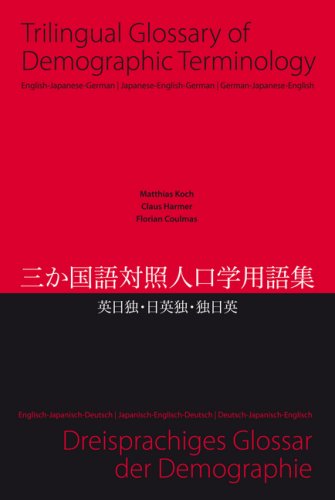 Trilingual Glossary of
Demographic Terminology
English-Japanese-German | Japanese-English-German | German-Japanese-English
Matthias Koch
Claus Harmer
Florian Coulmas
三か国語対照人口学用語集
英日独・日英独・独日英
Englisch-Japanisch-Deutsch | Japanisch-Englisch-Deutsch | Deutsch-Japanisch-Englisch
Dreisprachiges Glossar
der Demographie